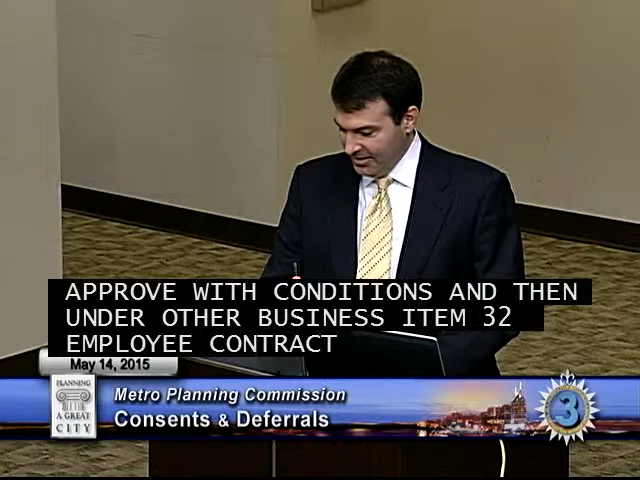 APPROVE WITH CONDITIONS AND THEN
UNDER OTHER BUSINESS ITEM 32
EMPLOYEE CONTRACT
May 14, 2015
PLANNING
A GREAT
CITY
Metro Planning Commission
Consents & Deferrals
3